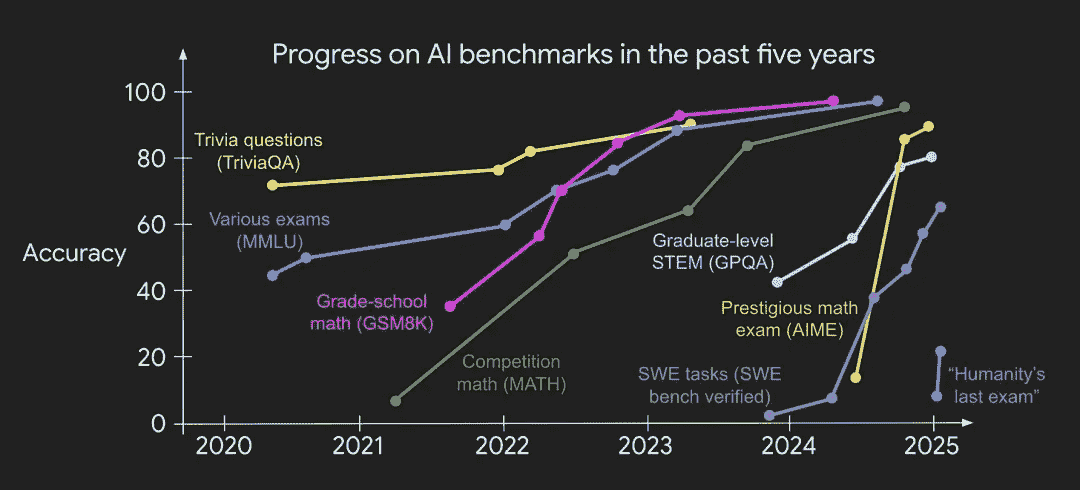 Progress on AI benchmarks in the past five years
100
80
60
40
20
0
Accuracy
Trivia questions
(TriviaQA)
Various exams
(MMLU)
Grade-school
math (GSM8K)
Competition
math (MATH)
Graduate-level
STEM (GPQA)
Prestigious math
exam (AIME)
SWE tasks (SWE
bench verified)
“Humanity's
last exam”
2020
2021
2022
2023
2024
2025